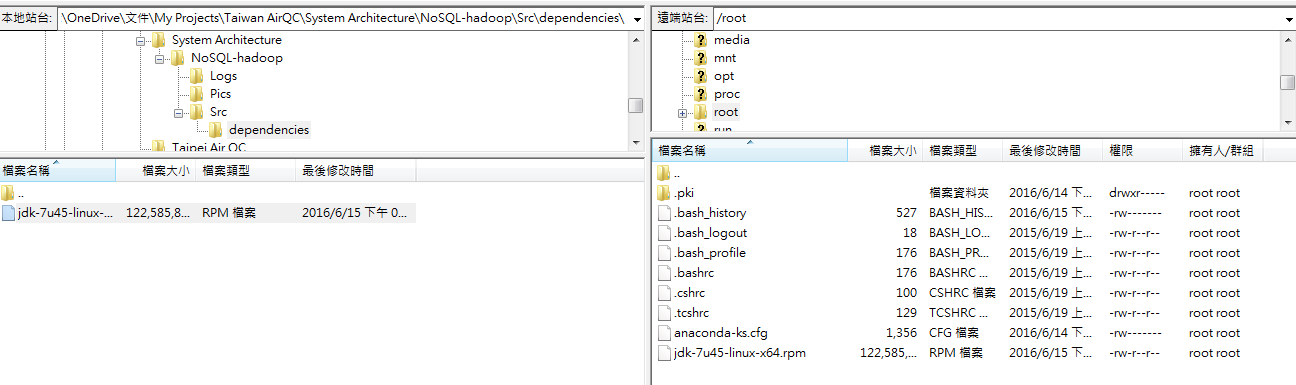 本地站台: \OneDrive\文件\My Projects\Taiwan AirQC\System Architecture\NoSQL-hadoop\Src\dependencies\
System Architecture
NoSQL-hadoop
Logs
Pics
Src
dependencies
Taipei Air QC
檔案名稱 檔案大小 檔案類型 最後修改時間
..
jdk-7u45-linux-... 122,585,8... RPM 檔案 2016/6/15 下午 0...
遠端站台: /root
media
mnt
opt
proc
root
run
檔案名稱 檔案大小 檔案類型 最後修改時間 權限 擁有人/群組
..
.pki 檔案資料夾 2016/6/14 下... drwxr----- root root
.bash_history 527 BASH_HIS... 2016/6/15 下... -rw------- root root
.bash_logout 18 BASH_LO... 2015/6/19 上... -rw-r--r-- root root
.bash_profile 176 BASH_PR... 2015/6/19 上... -rw-r--r-- root root
.bashrc 176 BASHRC ... 2015/6/19 上... -rw-r--r-- root root
.cshrc 100 CSHRC 檔案 2015/6/19 上... -rw-r--r-- root root
.tcshrc 129 TCSHRC ... 2015/6/19 上... -rw-r--r-- root root
anaconda-ks.cfg 1,356 CFG 檔案 2016/6/14 下... -rw------- root root
jdk-7u45-linux-x64.rpm 122,585,... RPM 檔案 2016/6/15 下... -rw-r--r-- root root